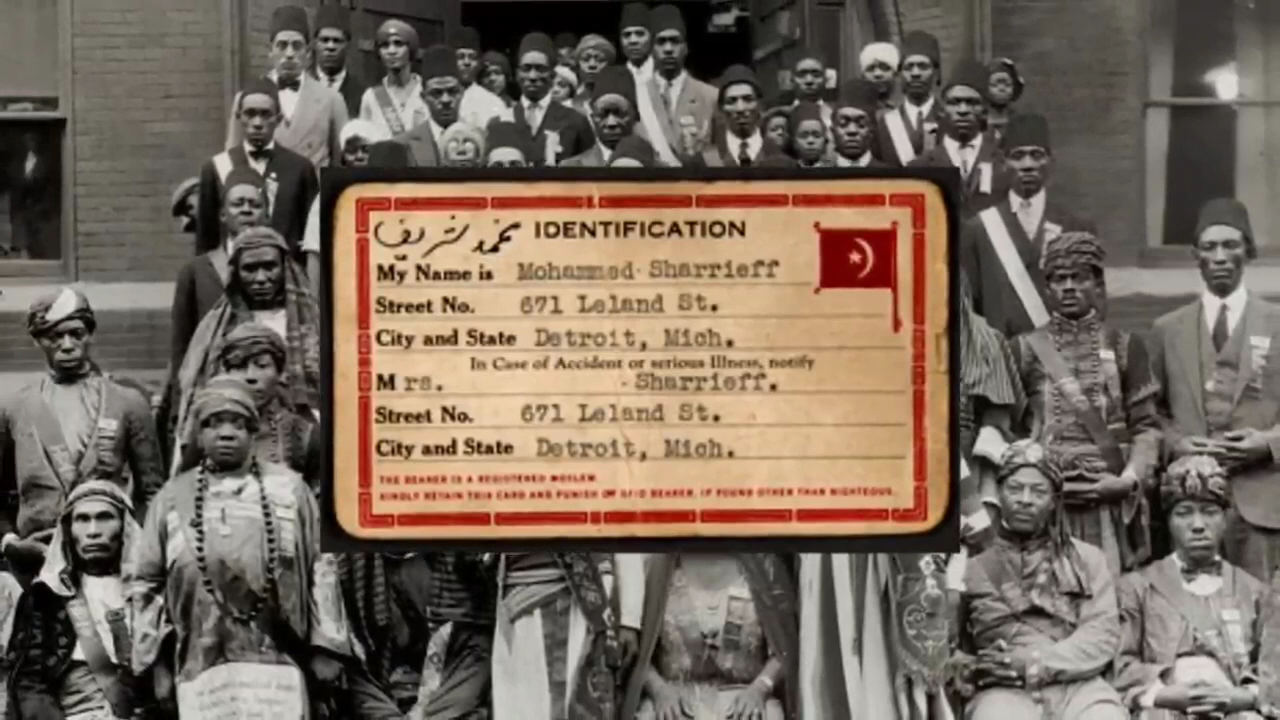 محمد شريف IDENTIFICATION
My Name is Mohammed Sharrieff
Street No. 671 Leland St.
City and State Detroit, Mich.
In Case of Accident or serious Illness, notify
Mrs. Sharrieff.
Street No. 671 Leland St.
City and State Detroit, Mich.
THE BEARER IS A REGISTERED MOSLEM.
KINDLY RETAIN THIS CARD AND PUNISH BEARER, IF FOUND OTHER THAN RIGHTEOUS.